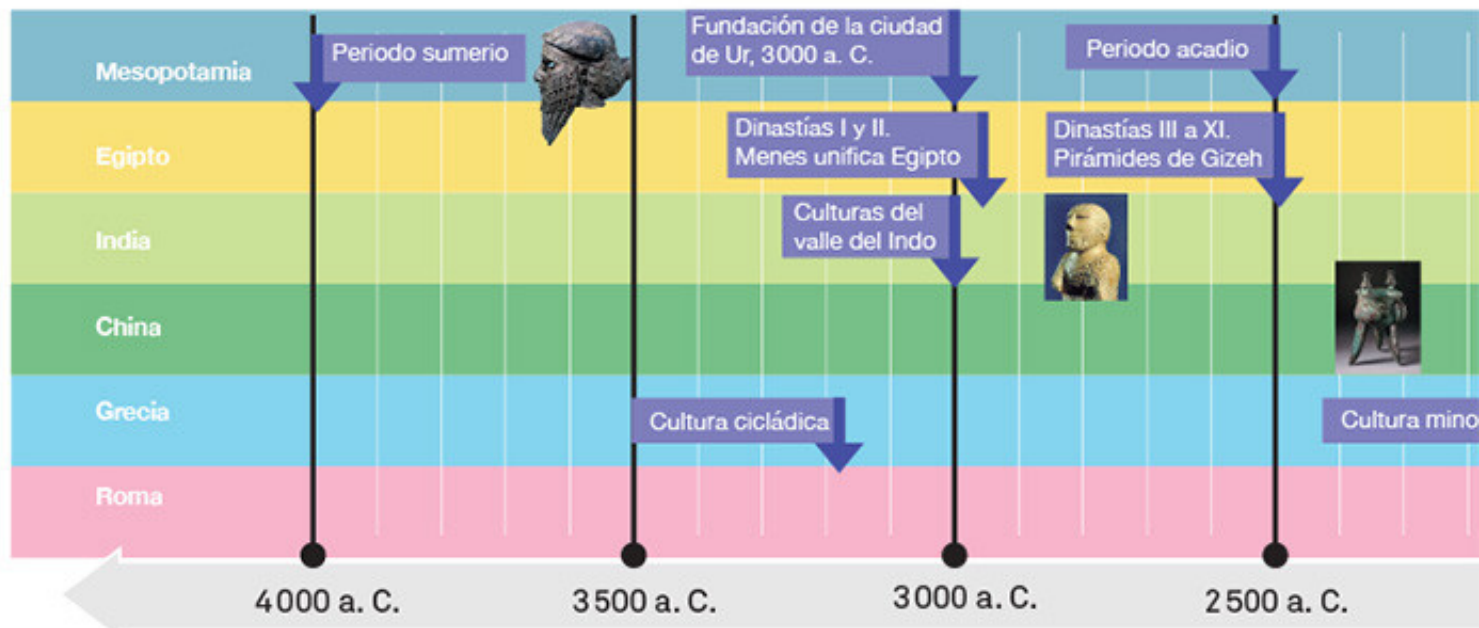 Mesopotamia
Periodo sumerio
Fundación de la ciudad
de Ur, 3000 a. C.
Periodo acadio
Egipto
Dinastías I y II.
Menes unifica Egipto
Dinastías III a XI.
Pirámides de Gizeh
India
Culturas del
valle del Indo
China
Grecia
Cultura cicládica
Cultura mino
Roma
4000 a. C.
3500 a. C.
3000 a. C.
2500 a. C.